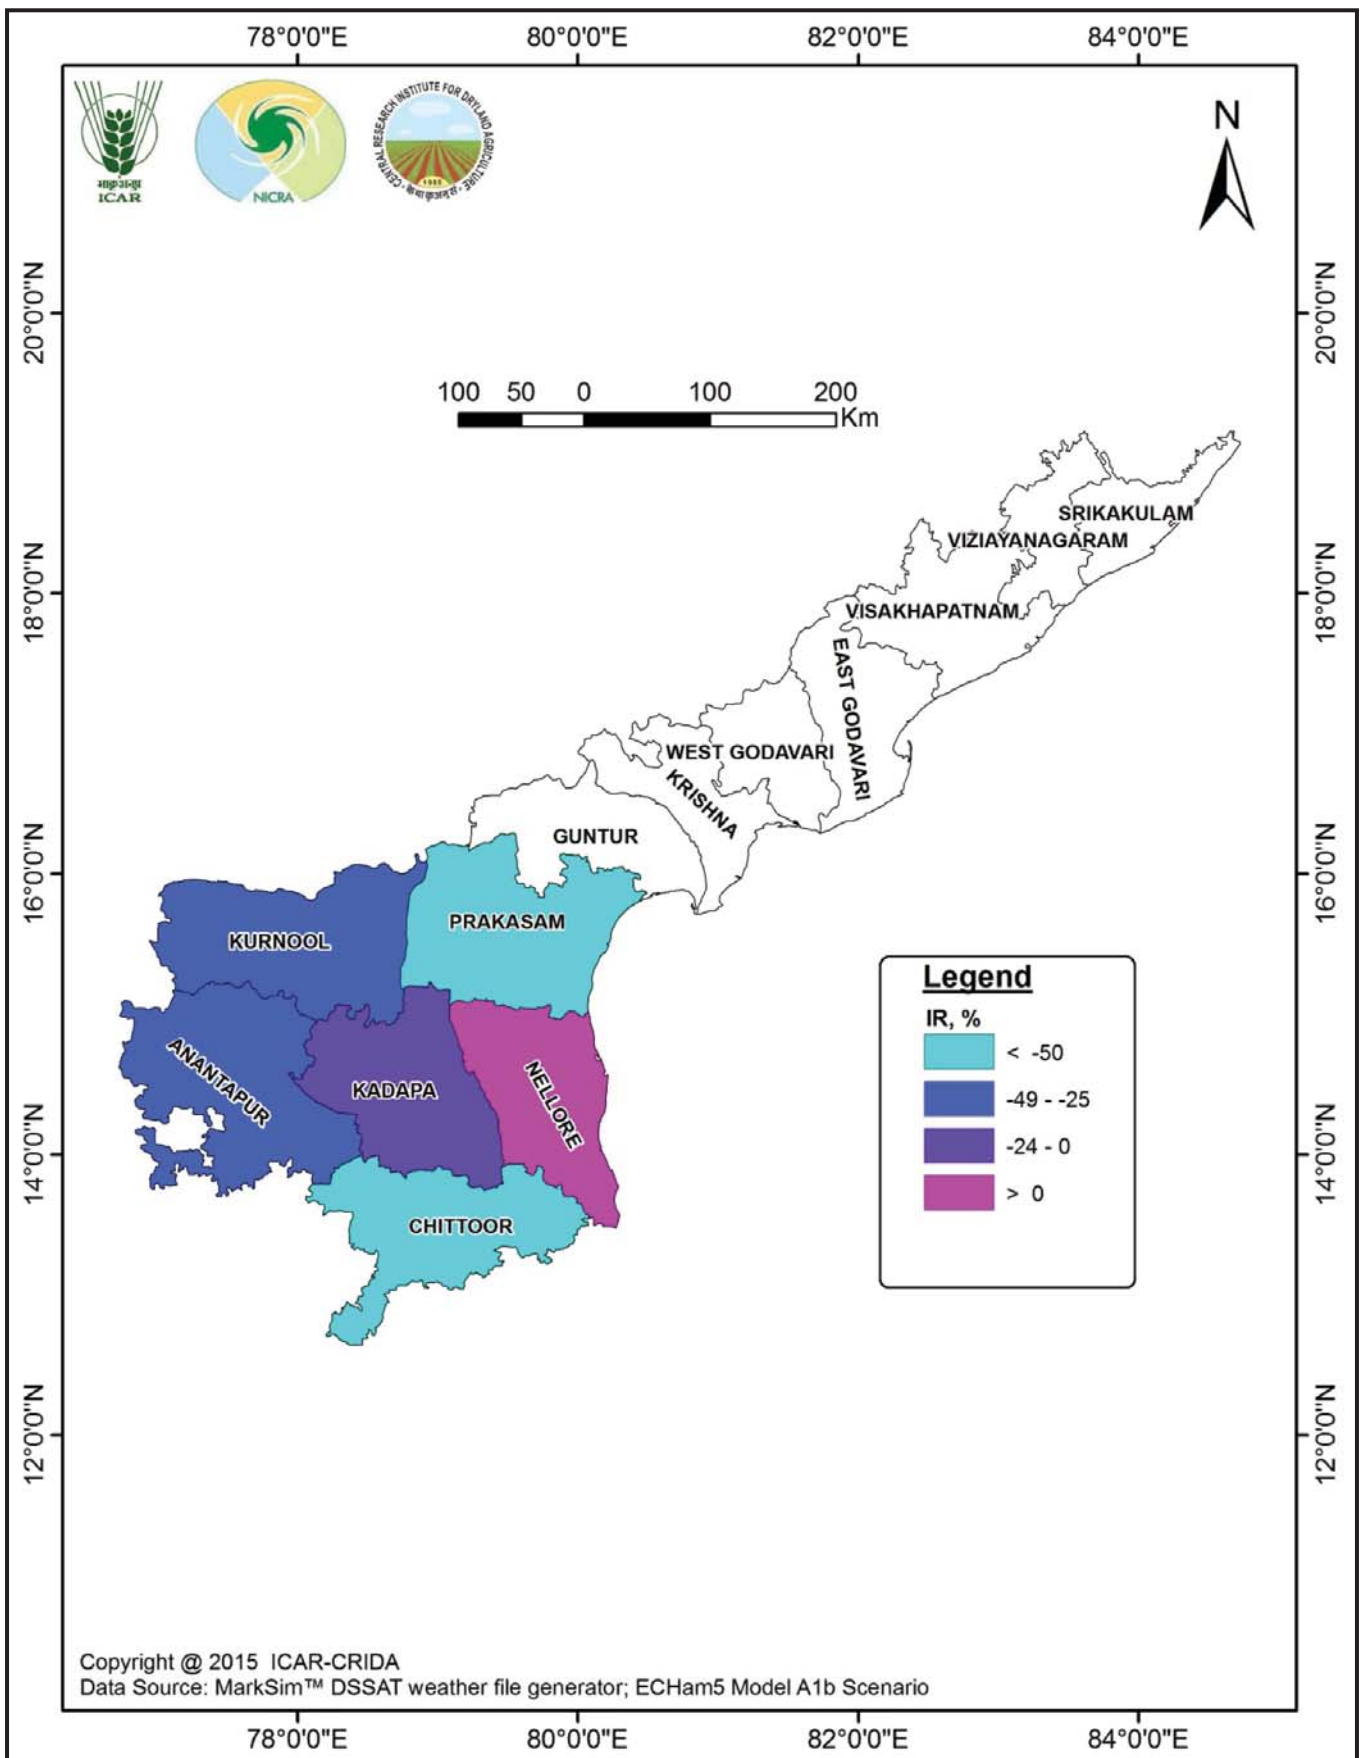 78°0'0"E 80°0'0"E 82°0'0"E 84°0'0"E
भाकृअनुप
ICAR
NICRA
CENTRAL RESEARCH INSTITUTE FOR DRYLAND AGRICULTURE
1985
N
20°0'0"N 20°0'0"N
100 50 0 100 200
Km
SRIKAKULAM
VIZIAYANAGARAM
18°0'0"N 18°0'0"N
VISAKHAPATNAM
EAST GODAVARI
WEST GODAVARI
KRISHNA
GUNTUR
16°0'0"N 16°0'0"N
PRAKASAM
KURNOOL
Legend
IR, %
< -50
-49 - -25
-24 - 0
> 0
ANANTAPUR
KADAPA
NELLORE
14°0'0"N 14°0'0"N
CHITTOOR
12°0'0"N 12°0'0"N
Copyright @ 2015 ICAR-CRIDA
Data Source: MarkSim™ DSSAT weather file generator; ECHam5 Model A1b Scenario
78°0'0"E 80°0'0"E 82°0'0"E 84°0'0"E